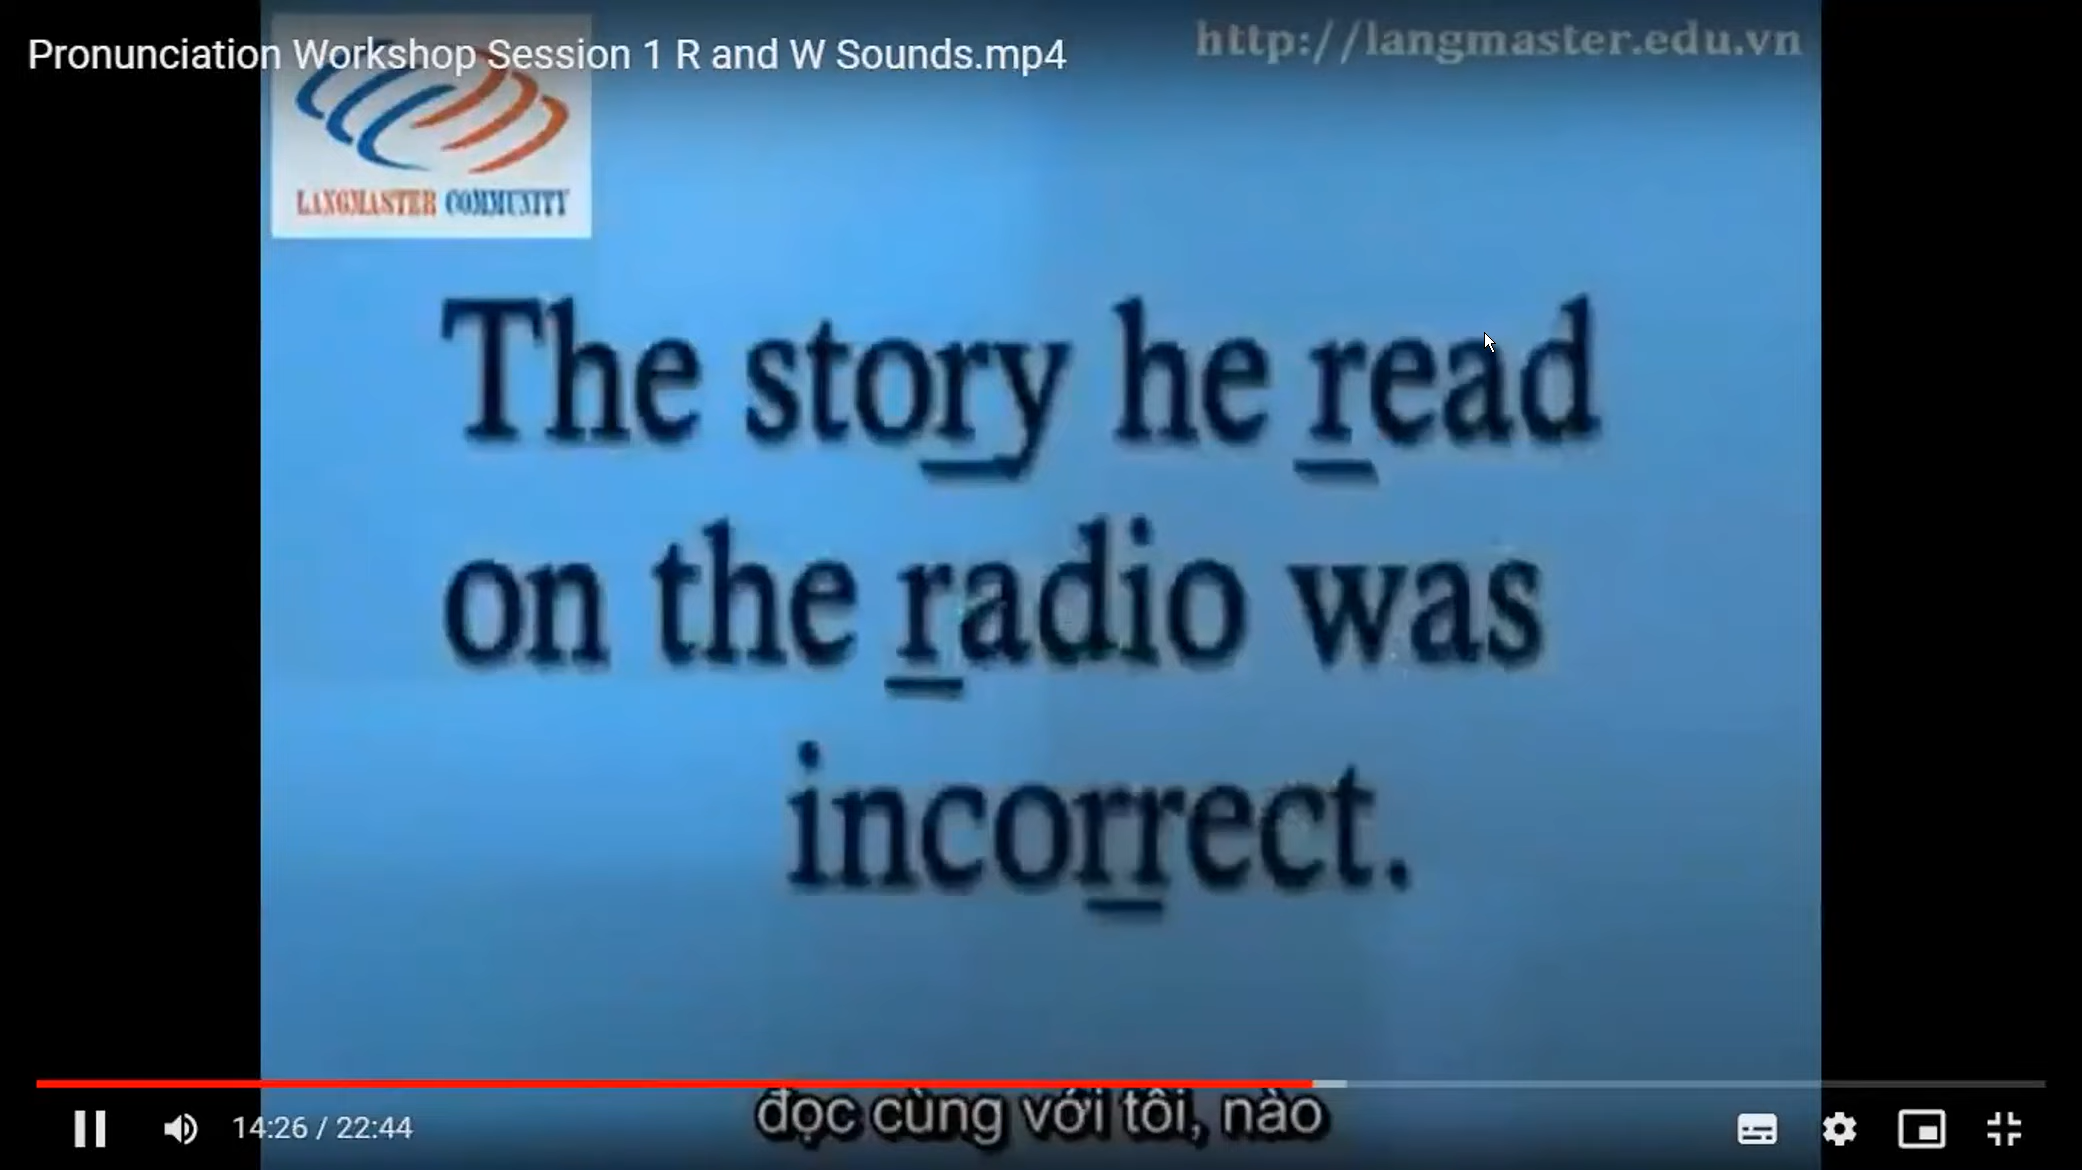 Pronunciation Workshop Session 1 R and W Sounds.mp4
http://langmaster.edu.vn
LANGMASTER COMMUNITY
The story he read
on the radio was
incorrect.
đọc cùng với tôi, nào
14:26 / 22:44